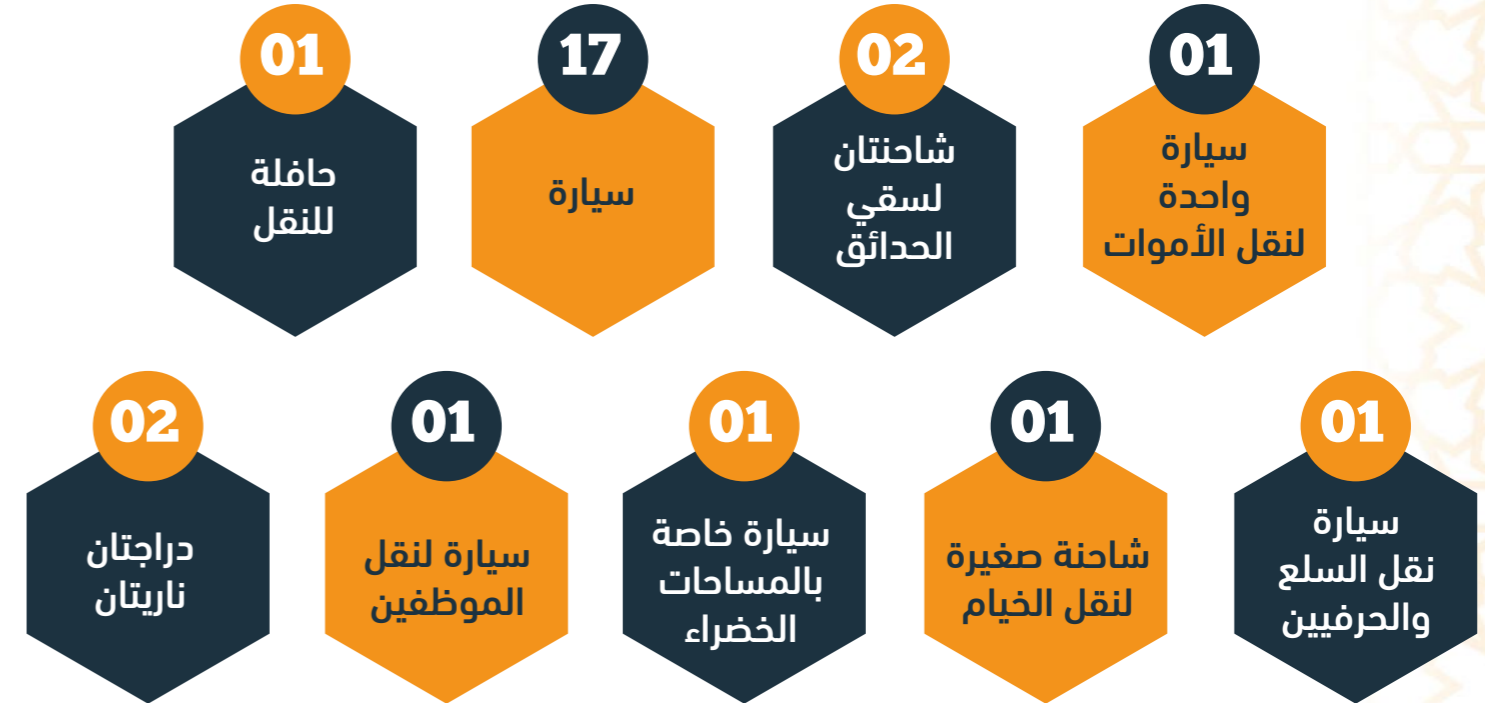 01
سيارة
واحدة
لنقل الأموات
02
شاحنتان
لسقي
الحدائق
17
سيارة
01
حافلة
للنقل
01
سيارة
نقل السلع
والحرفيين
01
شاحنة صغيرة
لنقل الخيام
01
سيارة خاصة
بالمساحات
الخضراء
01
سيارة لنقل
الموظفين
02
دراجتان
ناريتان